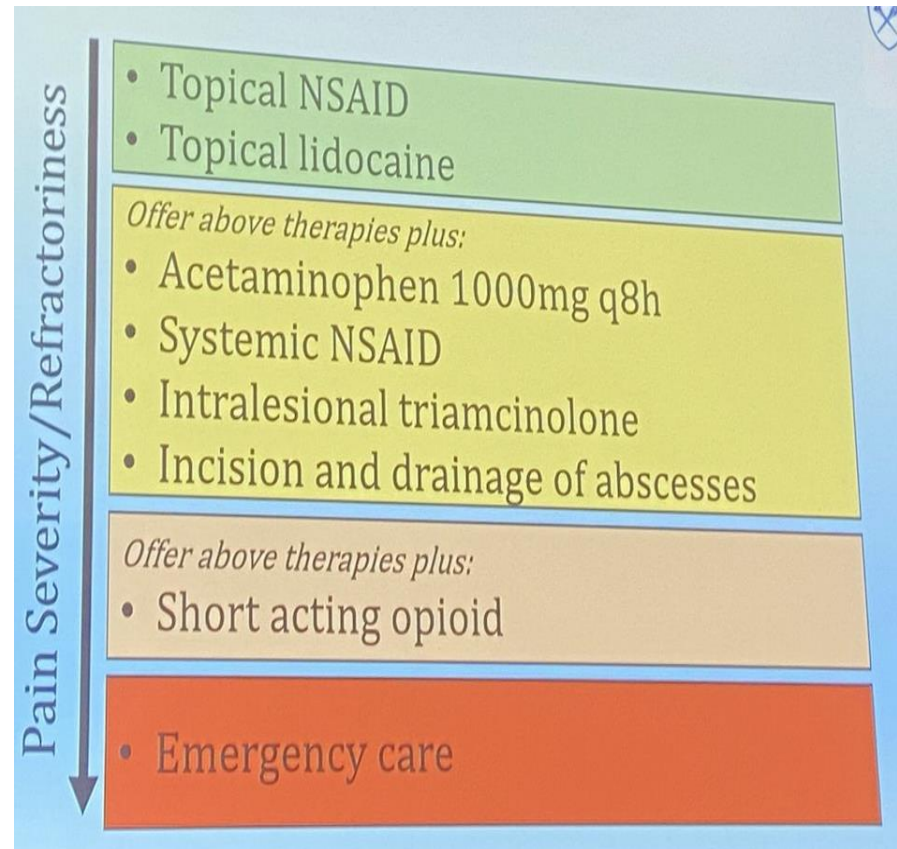 Pain Severity/Refractoriness
• Topical NSAID
• Topical lidocaine
Offer above therapies plus:
• Acetaminophen 1000mg q8h
• Systemic NSAID
• Intralesional triamcinolone
• Incision and drainage of abscesses
Offer above therapies plus:
• Short acting opioid
• Emergency care